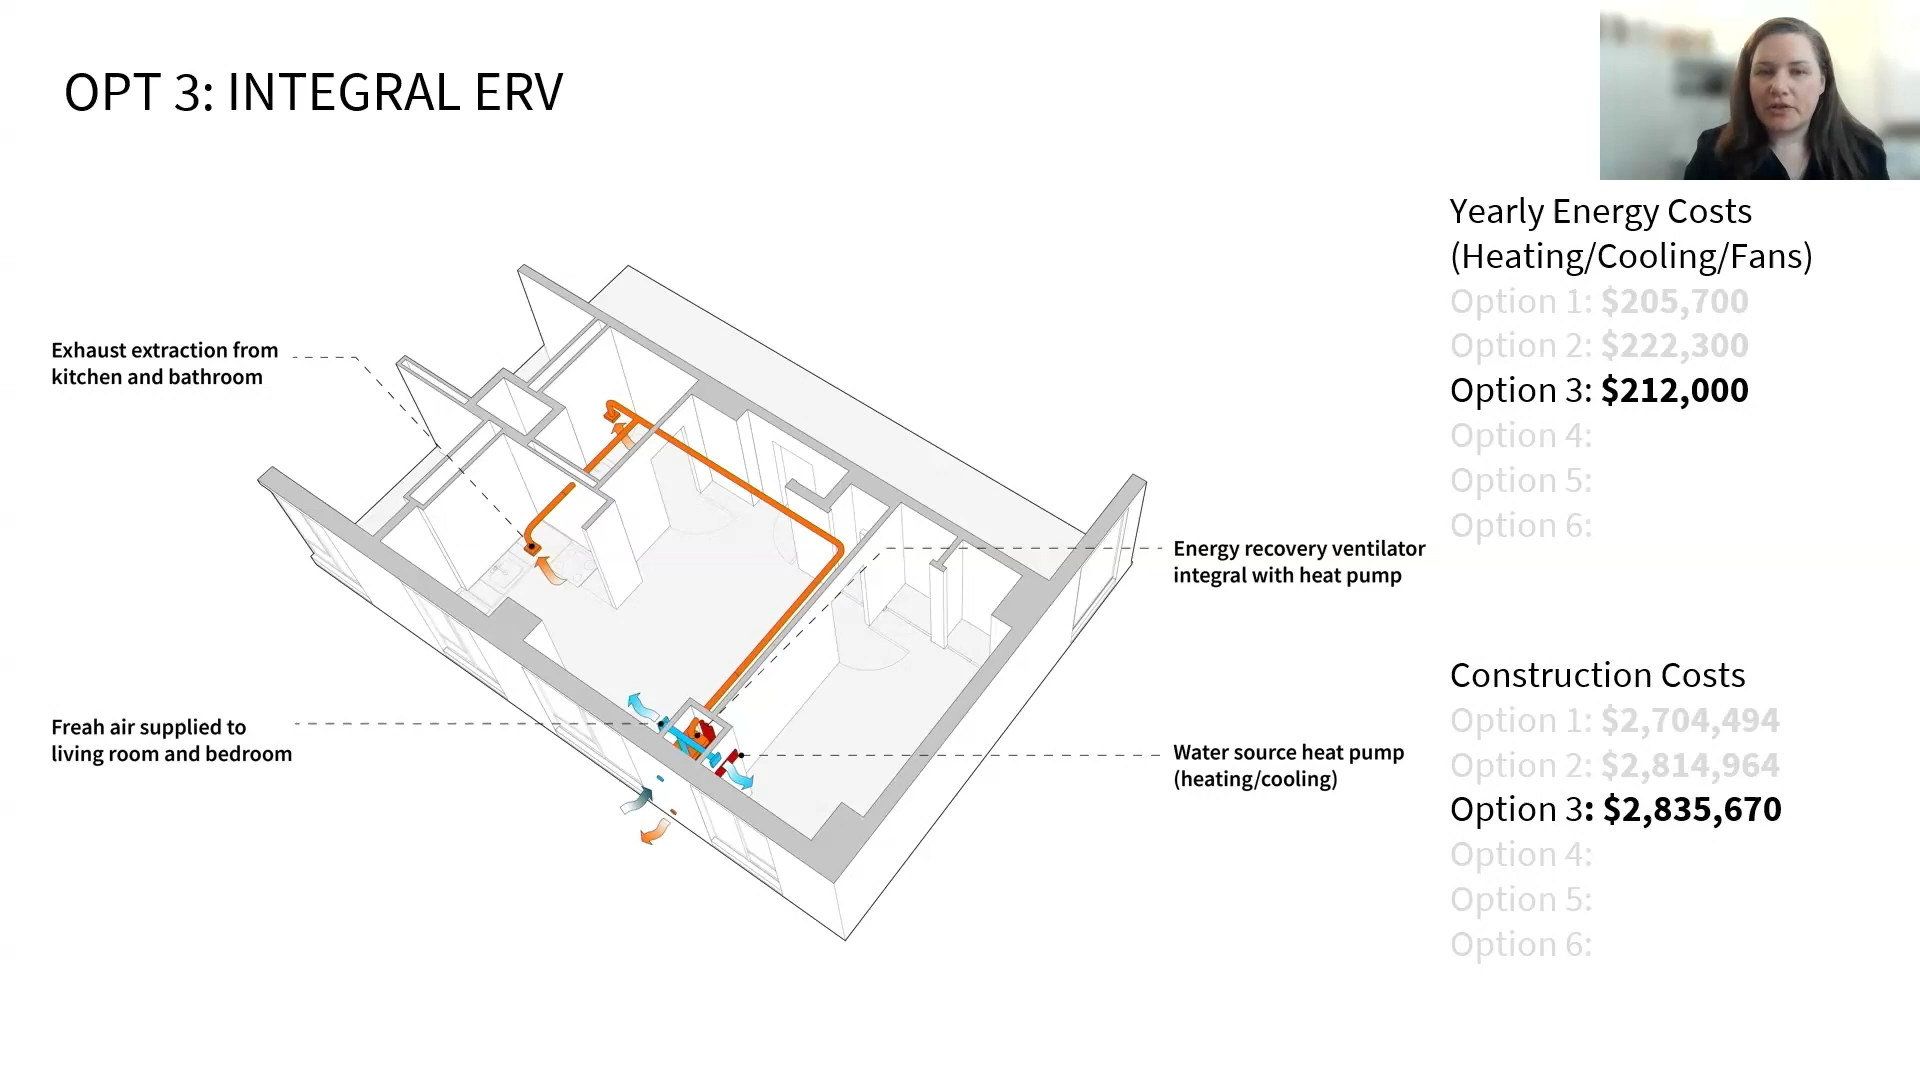 OPT 3: INTEGRAL ERV
Yearly Energy Costs
(Heating/Cooling/Fans)
Option 1: $205,700
Option 2: $222,300
Option 3: $212,000
Option 4:
Option 5:
Option 6:
Exhaust extraction from
kitchen and bathroom
Energy recovery ventilator
integral with heat pump
Freah air supplied to
living room and bedroom
Water source heat pump
(heating/cooling)
Construction Costs
Option 1: $2,704,494
Option 2: $2,814,964
Option 3: $2,835,670
Option 4:
Option 5:
Option 6: